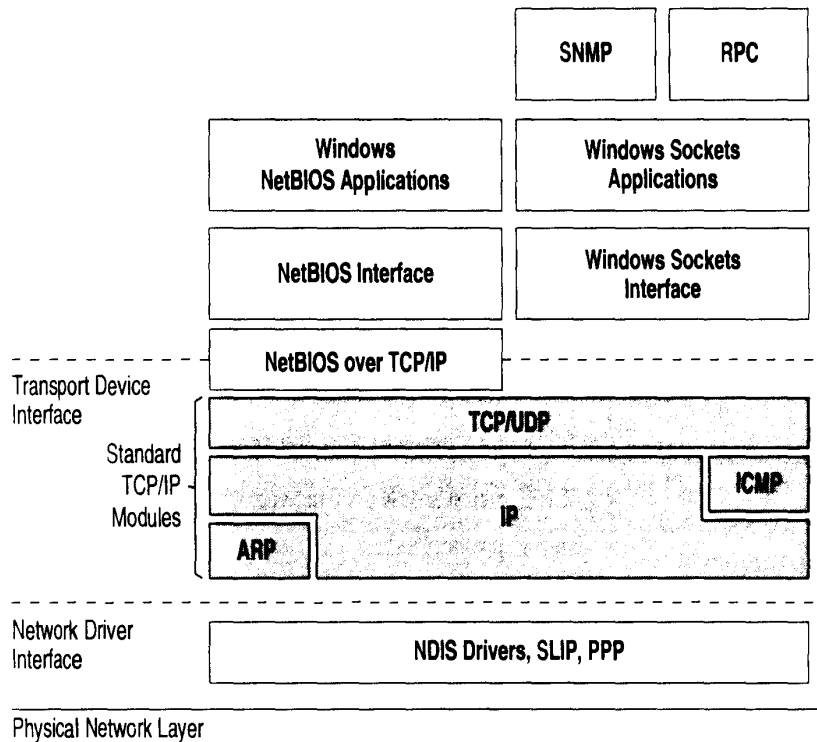 SNMP
RPC
Windows
NetBIOS Applications
Windows Sockets
Applications
NetBIOS Interface
Windows Sockets
Interface
NetBIOS over TCP/IP
Transport Device
Interface
TCP/UDP
Standard
TCP/IP
Modules
ICMP
IP
ARP
Network Driver
Interface
NDIS Drivers, SLIP, PPP
Physical Network Layer